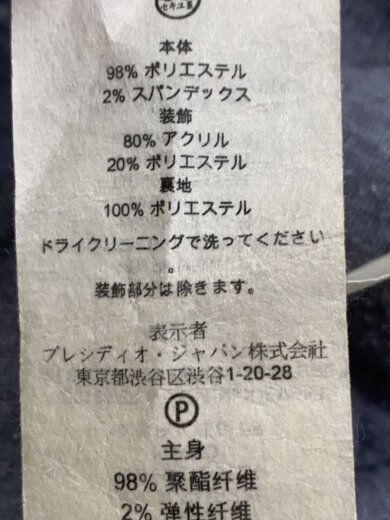 本体
98% ポリエステル
2% スパンデックス
装飾
80% アクリル
20% ポリエステル
裏地
100% ポリエステル
ドライクリーニングで洗ってください
。
装飾部分は除きます。
表示者
プレシディオ・ジャパン株式会社
東京都渋谷区渋谷1-20-28
P
主身
98% 聚酯纤维
2% 弹性纤维